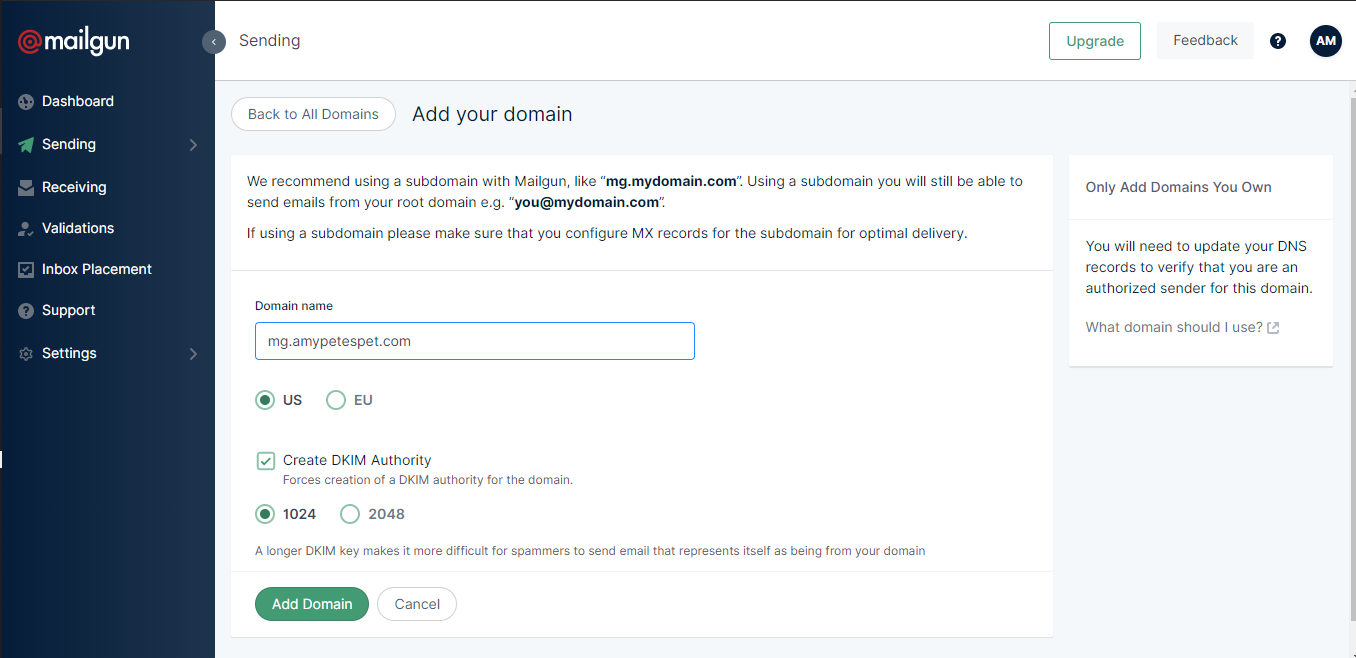 mailgun
Sending
Upgrade
Feedback
?
AM
Dashboard
Sending
Receiving
Validations
Inbox Placement
Support
Settings
Back to All Domains
Add your domain
We recommend using a subdomain with Mailgun, like “mg.mydomain.com”. Using a subdomain you will still be able to
send emails from your root domain e.g. “you@mydomain.com”.
If using a subdomain please make sure that you configure MX records for the subdomain for optimal delivery.
Domain name
mg.amypetespet.com
US
EU
Create DKIM Authority
Forces creation of a DKIM authority for the domain.
1024
2048
A longer DKIM key makes it more difficult for spammers to send email that represents itself as being from your domain
Add Domain
Cancel
Only Add Domains You Own
You will need to update your DNS
records to verify that you are an
authorized sender for this domain.
What domain should I use?